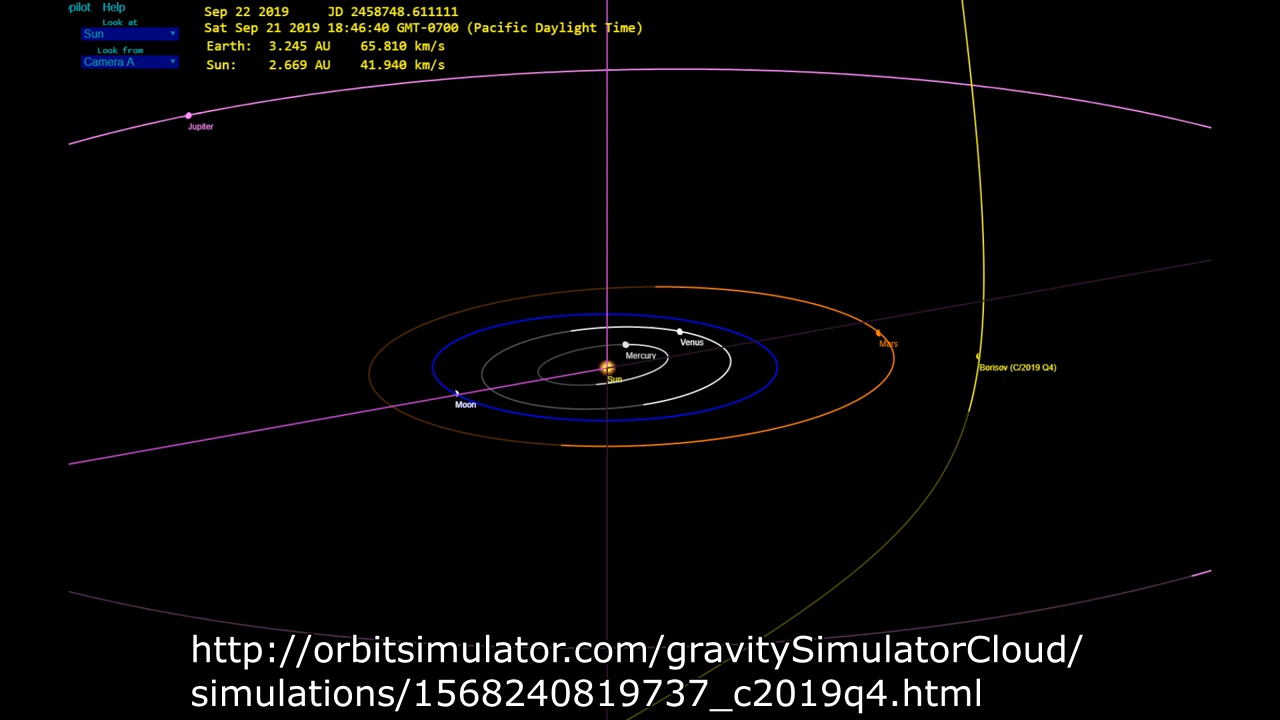 pilot Help
Look at
Sun
Look from
Camera A
Sep 22 2019 JD 2458748.611111
Sat Sep 21 2019 18:46:40 GMT-0700 (Pacific Daylight Time)
Earth: 3.245 AU 65.810 km/s
Sun: 2.669 AU 41.940 km/s
Jupiter
Venus
Mercury
Mars
Sun
Borisov (C/2019 Q4)
Moon
http://orbitsimulator.com/gravitySimulatorCloud/
simulations/1568240819737_c2019q4.html